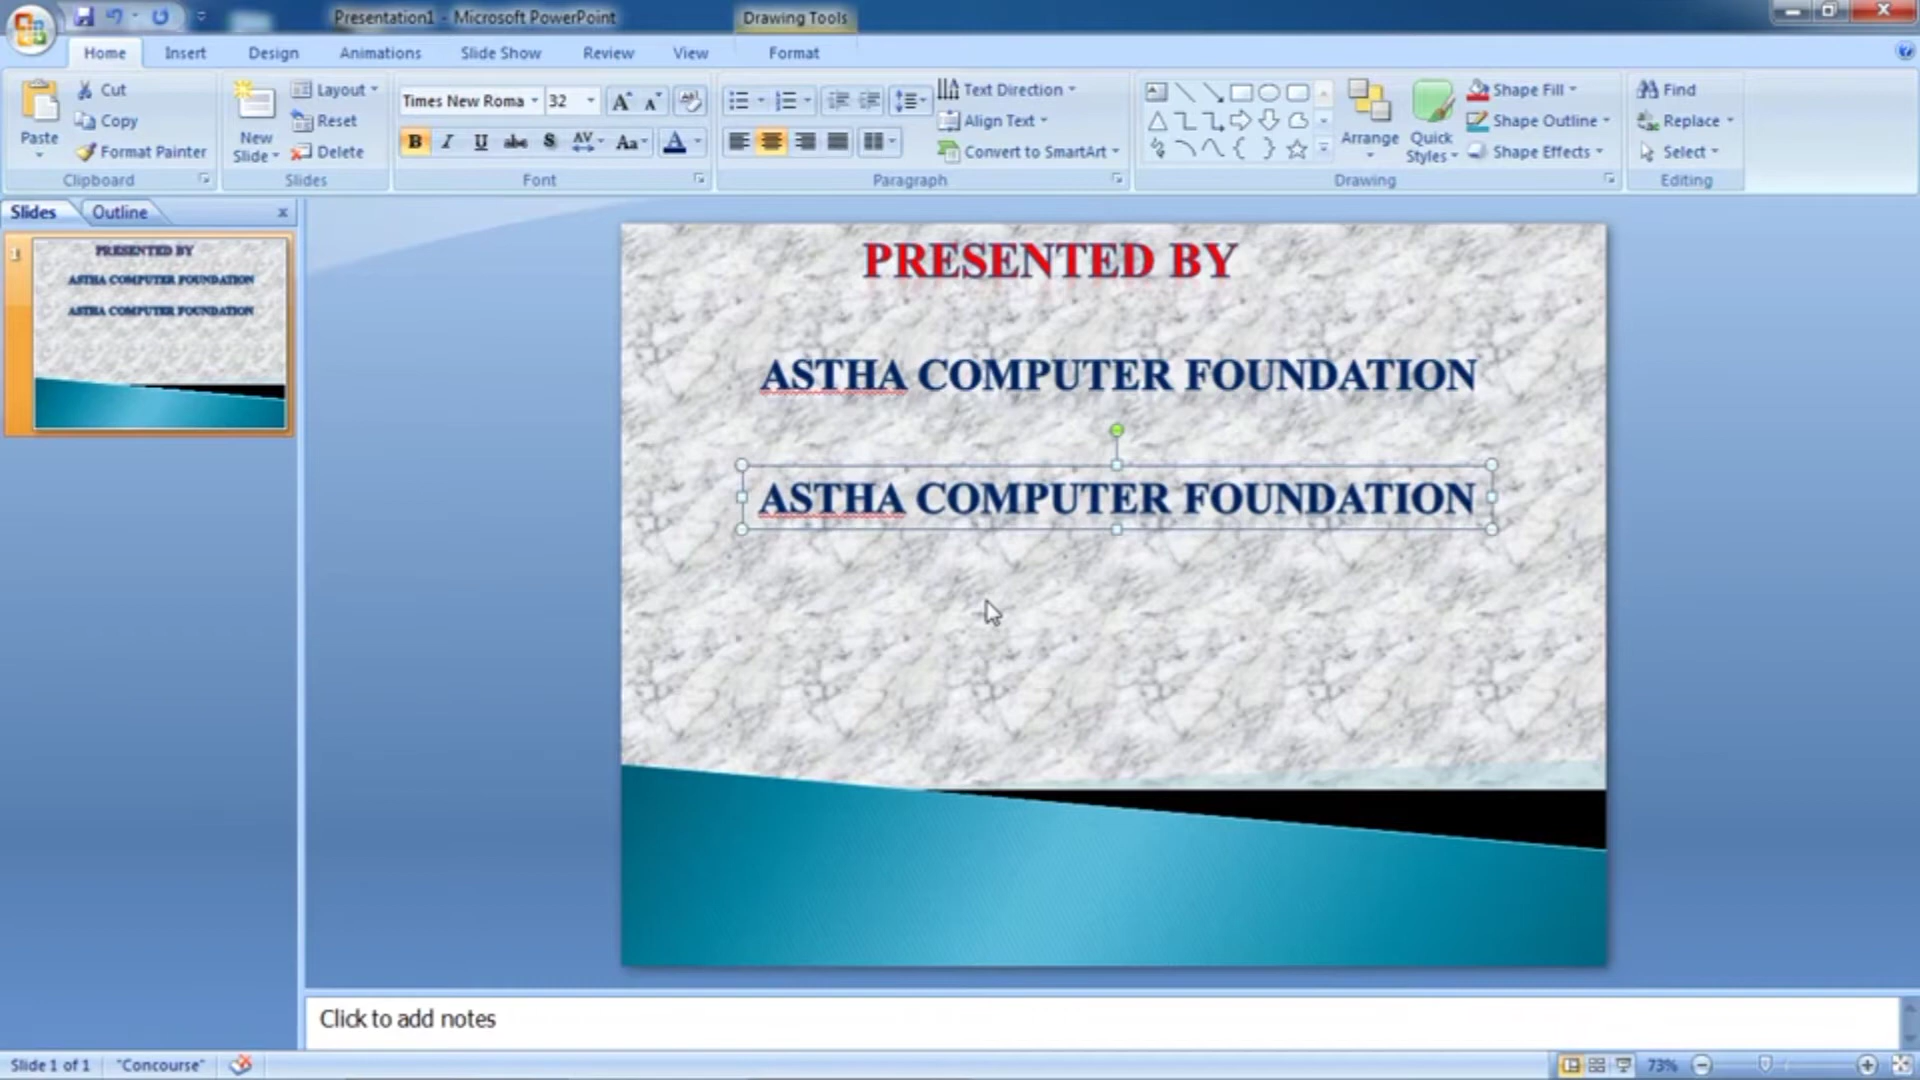 Presentation1 - Microsoft PowerPoint
Drawing Tools
Home Insert Design Animations Slide Show Review View Format
Paste
Cut
Copy
Format Painter
Clipboard
New Slide
Layout
Reset
Delete
Slides
Times New Roma 32
B I U abc S AV Aa A
Font
Text Direction
Align Text
Convert to SmartArt
Paragraph
Arrange
Quick Styles
Shape Fill
Shape Outline
Shape Effects
Drawing
Find
Replace
Select
Editing
Slides Outline
1
PRESENTED BY
ASTHA COMPUTER FOUNDATION
ASTHA COMPUTER FOUNDATION
PRESENTED BY
ASTHA COMPUTER FOUNDATION
ASTHA COMPUTER FOUNDATION
Click to add notes
Slide 1 of 1 "Concourse" 73%